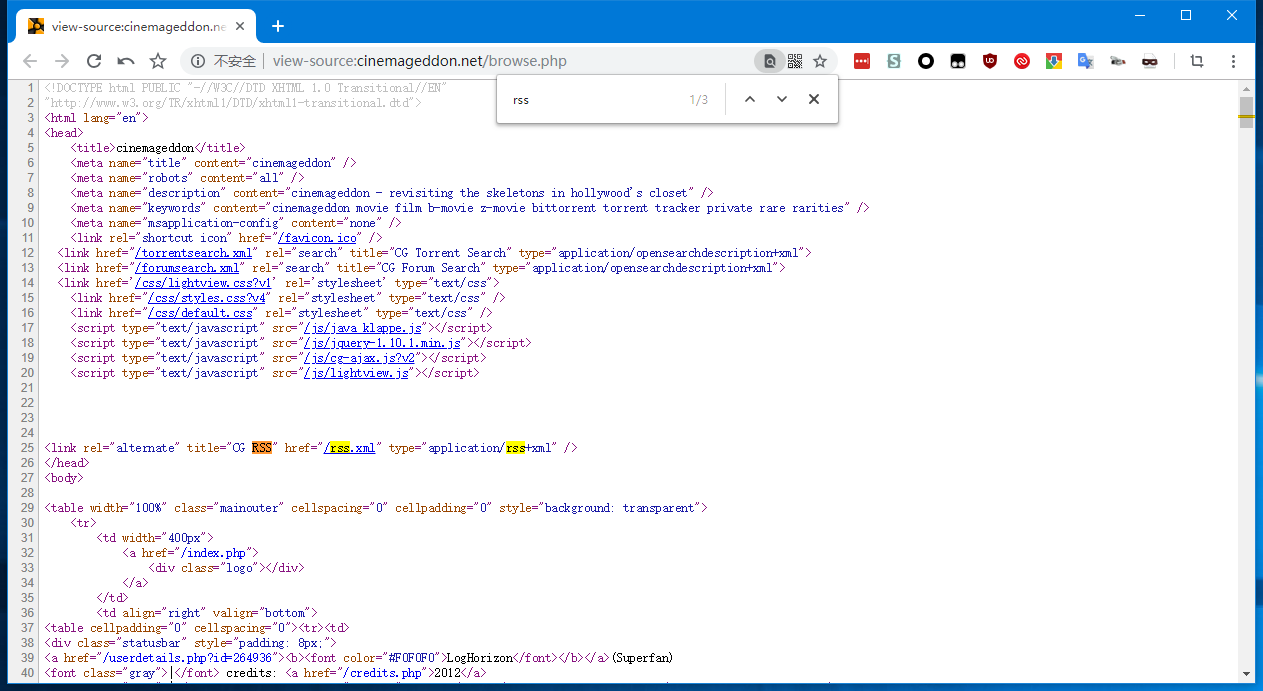 view-source:cinemageddon.ne
不安全 | view-source:cinemageddon.net/browse.php
rss 1/3
1 <!DOCTYPE html PUBLIC "-//W3C//DTD XHTML 1.0 Transitional//EN"
2 "http://www.w3.org/TR/xhtml1/DTD/xhtml1-transitional.dtd">
3 <html lang="en">
4 <head>
5 <title>cinemageddon</title>
6 <meta name="title" content="cinemageddon" />
7 <meta name="robots" content="all" />
8 <meta name="description" content="cinemageddon - revisiting the skeletons in hollywood's closet" />
9 <meta name="keywords" content="cinemageddon movie film b-movie z-movie bittorrent torrent tracker private rare rarities" />
10 <meta name="msapplication-config" content="none" />
11 <link rel="shortcut icon" href="/favicon.ico" />
12 <link href="/torrentsearch.xml" rel="search" title="CG Torrent Search" type="application/opensearchdescription+xml">
13 <link href="/forumsearch.xml" rel="search" title="CG Forum Search" type="application/opensearchdescription+xml">
14 <link href='/css/lightview.css?v1' rel='stylesheet' type="text/css">
15 <link href="/css/styles.css?v4" rel="stylesheet" type="text/css" />
16 <link href="/css/default.css" rel="stylesheet" type="text/css" />
17 <script type="text/javascript" src="/js/java_klappe.js"></script>
18 <script type="text/javascript" src="/js/jquery-1.10.1.min.js"></script>
19 <script type="text/javascript" src="/js/cg-ajax.js?v2"></script>
20 <script type="text/javascript" src="/js/lightview.js"></script>
21
22
23
24
25 <link rel="alternate" title="CG RSS" href="/rss.xml" type="application/rss+xml" />
26 </head>
27 <body>
28
29 <table width="100%" class="mainouter" cellspacing="0" cellpadding="0" style="background: transparent">
30 <tr>
31 <td width="400px">
32 <a href="/index.php">
33 <div class="logo"></div>
34 </a>
35 </td>
36 <td align="right" valign="bottom">
37 <table cellpadding="0" cellspacing="0"><tr><td>
38 <div class="statusbar" style="padding: 8px;">
39 <a href="/userdetails.php?id=264936"><b><font color="#F0F0F0">LogHorizon</font></b></a>(Superfan)
40 <font class="gray">|</font> credits: <a href="/credits.php">2012</a>